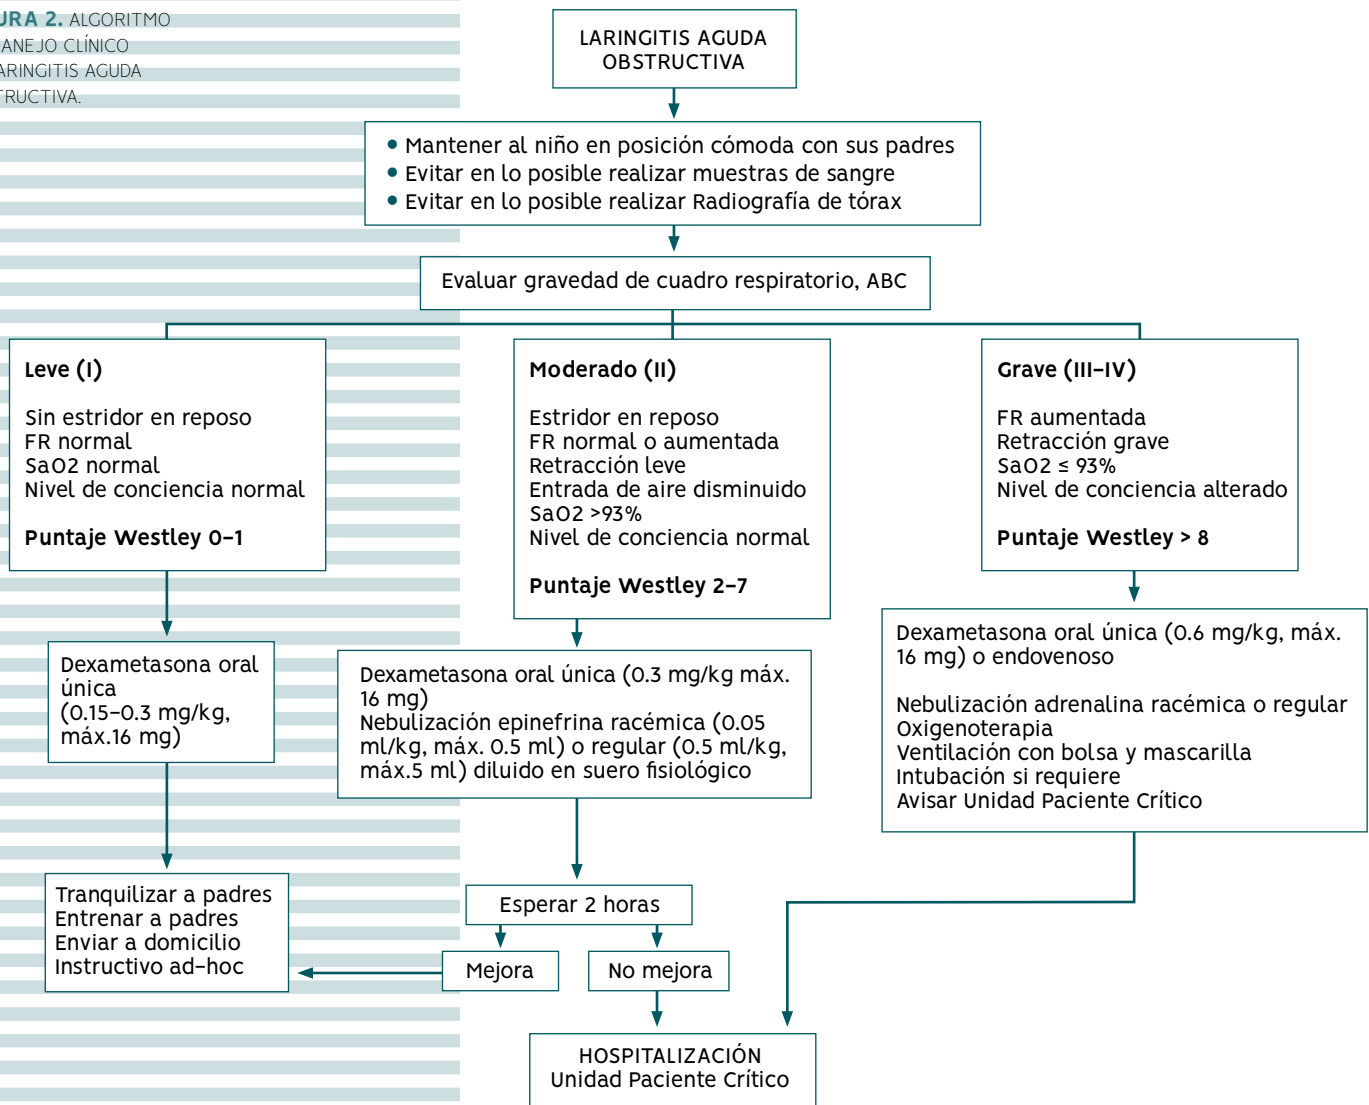 URA 2. ALGORITMO
ANEJO CLÍNICO
ARINGITIS AGUDA
TRUCTIVA.
LARINGITIS AGUDA
OBSTRUCTIVA
• Mantener al niño en posición cómoda con sus padres
• Evitar en lo posible realizar muestras de sangre
• Evitar en lo posible realizar Radiografía de tórax
Evaluar gravedad de cuadro respiratorio, ABC
Leve (I)
Sin estridor en reposo
FR normal
SaO2 normal
Nivel de conciencia normal
Puntaje Westley 0–1
Moderado (II)
Estridor en reposo
FR normal o aumentada
Retracción leve
Entrada de aire disminuido
SaO2 >93%
Nivel de conciencia normal
Puntaje Westley 2–7
Grave (III–IV)
FR aumentada
Retracción grave
SaO2 ≤ 93%
Nivel de conciencia alterado
Puntaje Westley > 8
Dexametasona oral
única
(0.15–0.3 mg/kg,
máx.16 mg)
Dexametasona oral única (0.3 mg/kg máx.
16 mg)
Nebulización epinefrina racémica (0.05
ml/kg, máx. 0.5 ml) o regular (0.5 ml/kg,
máx.5 ml) diluido en suero fisiológico
Dexametasona oral única (0.6 mg/kg, máx.
16 mg) o endovenoso
Nebulización adrenalina racémica o regular
Oxigenoterapia
Ventilación con bolsa y mascarilla
Intubación si requiere
Avisar Unidad Paciente Crítico
Tranquilizar a padres
Entrenar a padres
Enviar a domicilio
Instructivo ad–hoc
Esperar 2 horas
Mejora
No mejora
HOSPITALIZACIÓN
Unidad Paciente Crítico